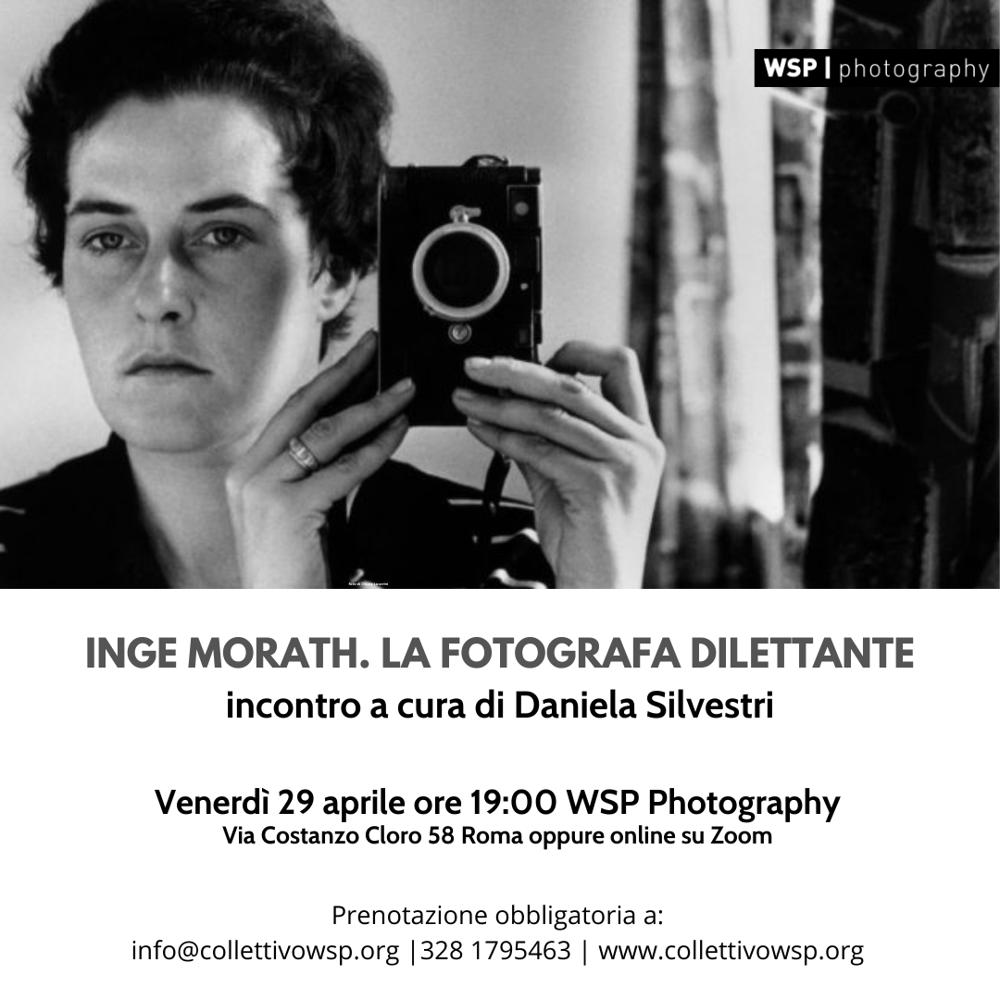 WSP | photography
INGE MORATH. LA FOTOGRAFA DILETTANTE
incontro a cura di Daniela Silvestri
Venerdì 29 aprile ore 19:00 WSP Photography
Via Costanzo Cloro 58 Roma oppure online su Zoom
Prenotazione obbligatoria a:
info@collettivowsp.org |328 1795463 | www.collettivowsp.org